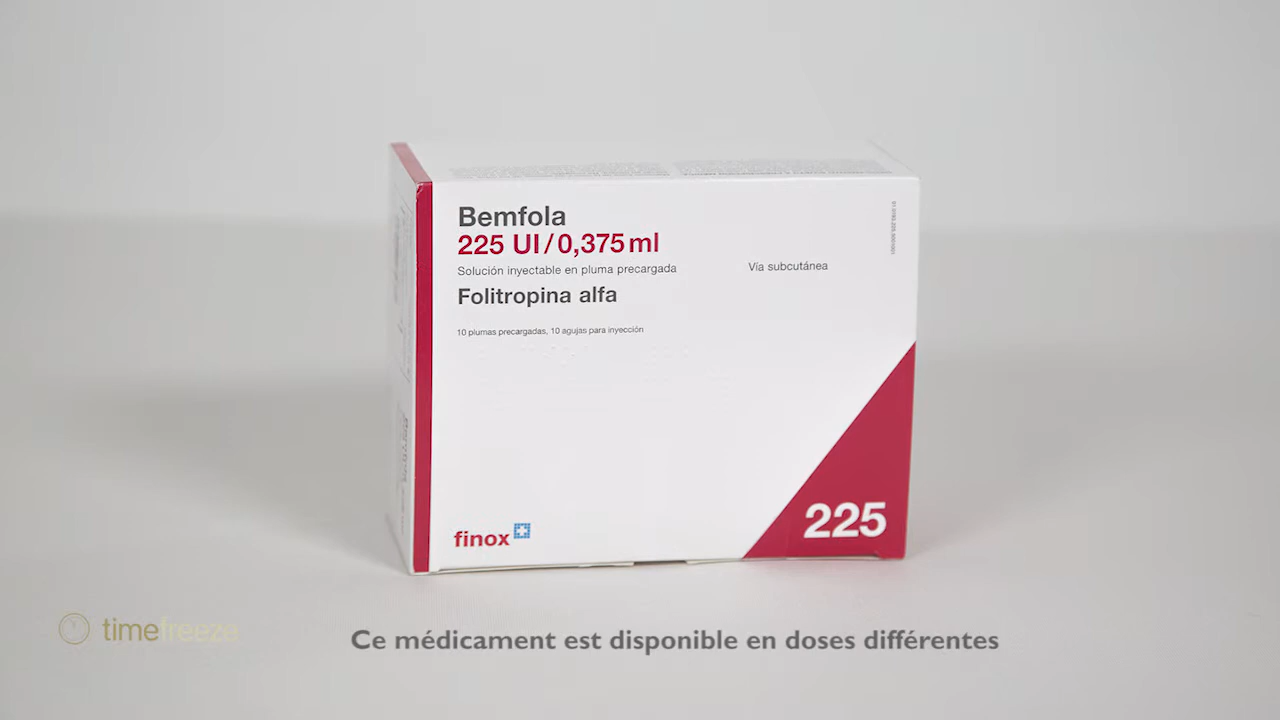 Bemfola
225 UI/0,375 ml
Solución inyectable en pluma precargada
Vía subcutánea
Folitropina alfa
10 plumas precargadas, 10 agujas para inyección
finox
225
timefreeze
Ce médicament est disponible en doses différentes